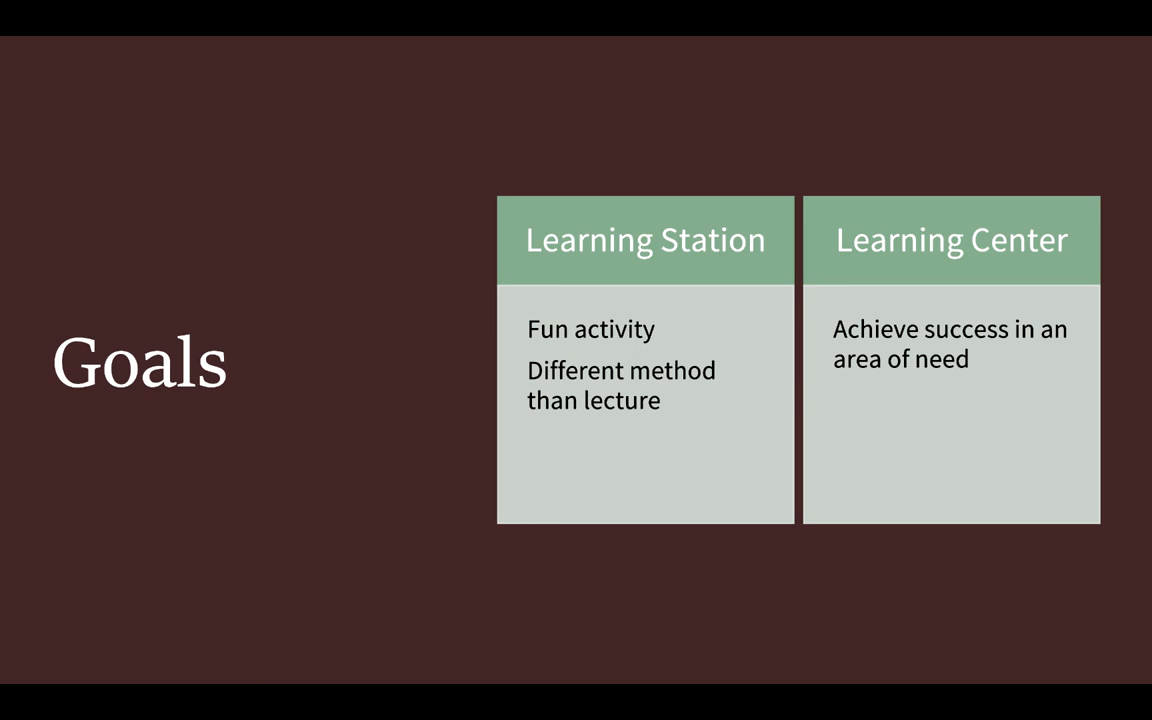 Goals
Learning Station
Fun activity
Different method
than lecture
Learning Center
Achieve success in an
area of need